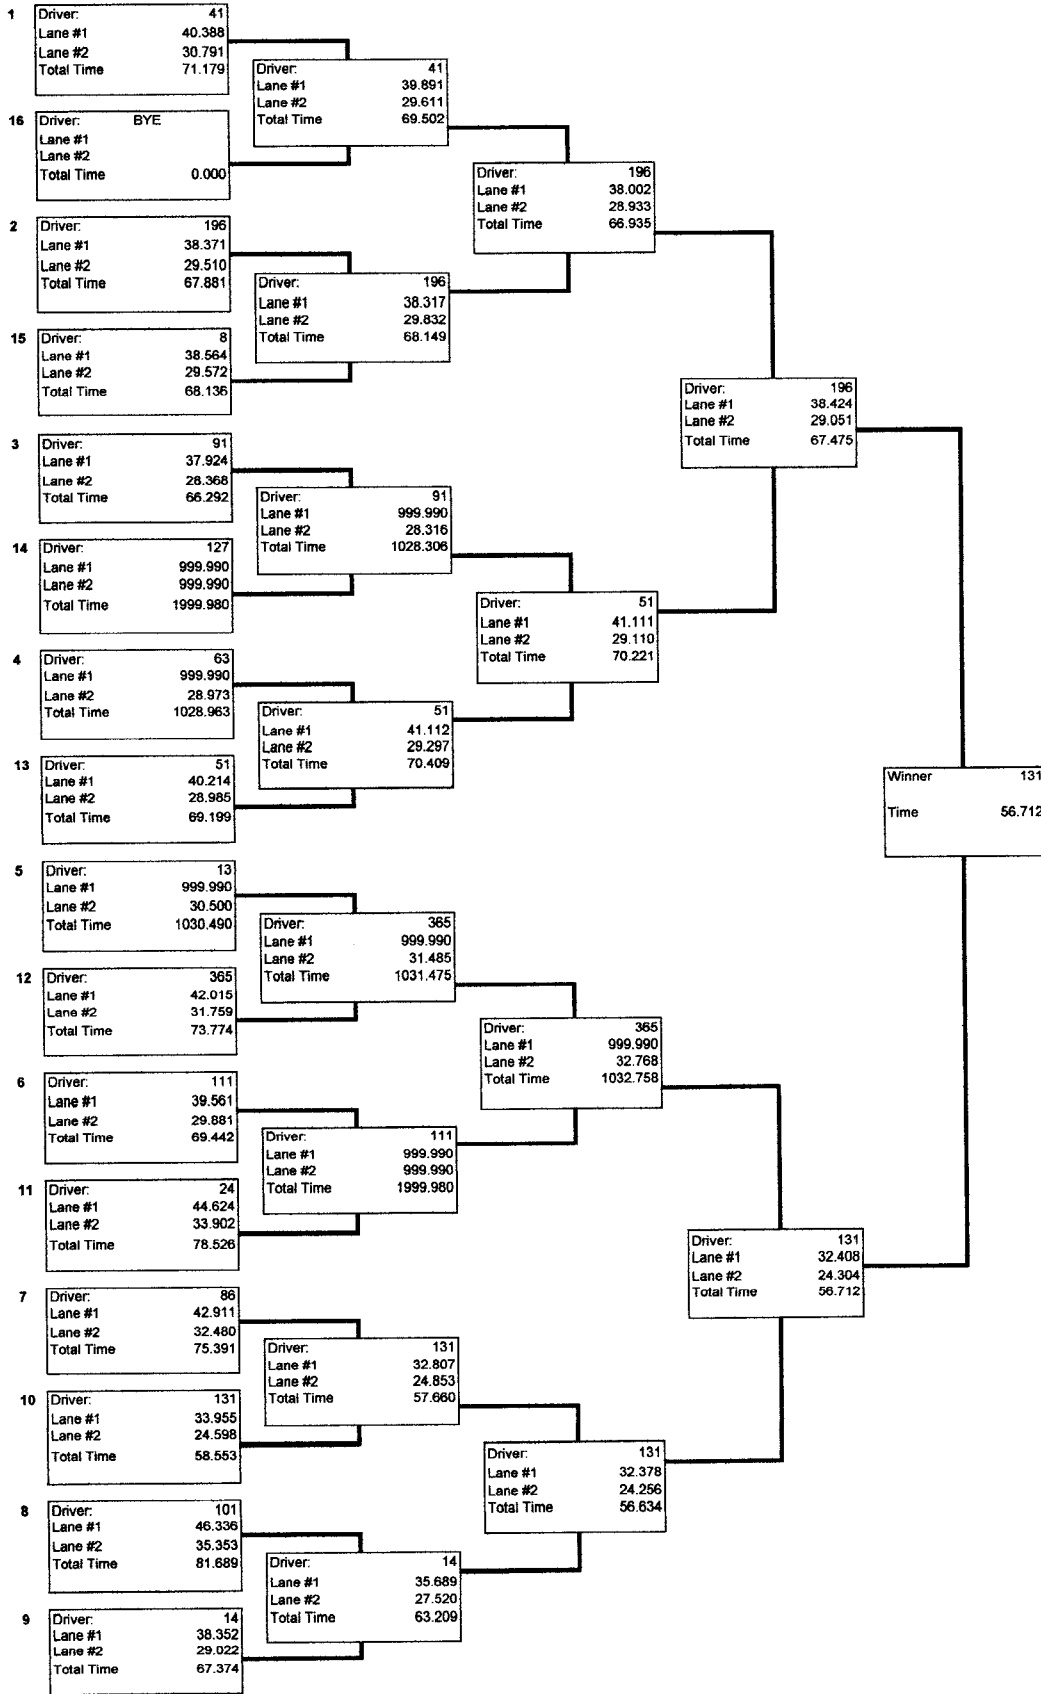 1 Driver: 41
Lane #1 40.388
Lane #2 30.791
Total Time 71.179
Driver: 41
Lane #1 39.891
Lane #2 29.611
Total Time 69.502
16 Driver: BYE
Lane #1
Lane #2
Total Time 0.000
Driver: 196
Lane #1 38.002
Lane #2 28.933
Total Time 66.935
2 Driver: 196
Lane #1 38.371
Lane #2 29.510
Total Time 67.881
Driver: 196
Lane #1 38.317
Lane #2 29.832
Total Time 68.149
15 Driver: 8
Lane #1 38.564
Lane #2 29.572
Total Time 68.136
Driver: 196
Lane #1 38.424
Lane #2 29.051
Total Time 67.475
3 Driver: 91
Lane #1 37.924
Lane #2 28.368
Total Time 66.292
Driver: 91
Lane #1 999.990
Lane #2 28.316
Total Time 1028.306
14 Driver: 127
Lane #1 999.990
Lane #2 999.990
Total Time 1999.980
Driver: 51
Lane #1 41.111
Lane #2 29.110
Total Time 70.221
4 Driver: 63
Lane #1 999.990
Lane #2 28.973
Total Time 1028.963
Driver: 51
Lane #1 41.112
Lane #2 29.297
Total Time 70.409
13 Driver: 51
Lane #1 40.214
Lane #2 28.985
Total Time 69.199
Winner 131
Time 56.712
5 Driver: 13
Lane #1 999.990
Lane #2 30.500
Total Time 1030.490
Driver: 365
Lane #1 999.990
Lane #2 31.485
Total Time 1031.475
12 Driver: 365
Lane #1 42.015
Lane #2 31.759
Total Time 73.774
Driver: 365
Lane #1 999.990
Lane #2 32.768
Total Time 1032.758
6 Driver: 111
Lane #1 39.561
Lane #2 29.881
Total Time 69.442
Driver: 111
Lane #1 999.990
Lane #2 999.990
Total Time 1999.980
11 Driver: 24
Lane #1 44.624
Lane #2 33.902
Total Time 78.526
Driver: 131
Lane #1 32.408
Lane #2 24.304
Total Time 56.712
7 Driver: 86
Lane #1 42.911
Lane #2 32.480
Total Time 75.391
Driver: 131
Lane #1 32.807
Lane #2 24.853
Total Time 57.660
10 Driver: 131
Lane #1 33.955
Lane #2 24.598
Total Time 58.553
Driver: 131
Lane #1 32.378
Lane #2 24.256
Total Time 56.634
8 Driver: 101
Lane #1 46.336
Lane #2 35.353
Total Time 81.689
Driver: 14
Lane #1 35.689
Lane #2 27.520
Total Time 63.209
9 Driver: 14
Lane #1 38.352
Lane #2 29.022
Total Time 67.374